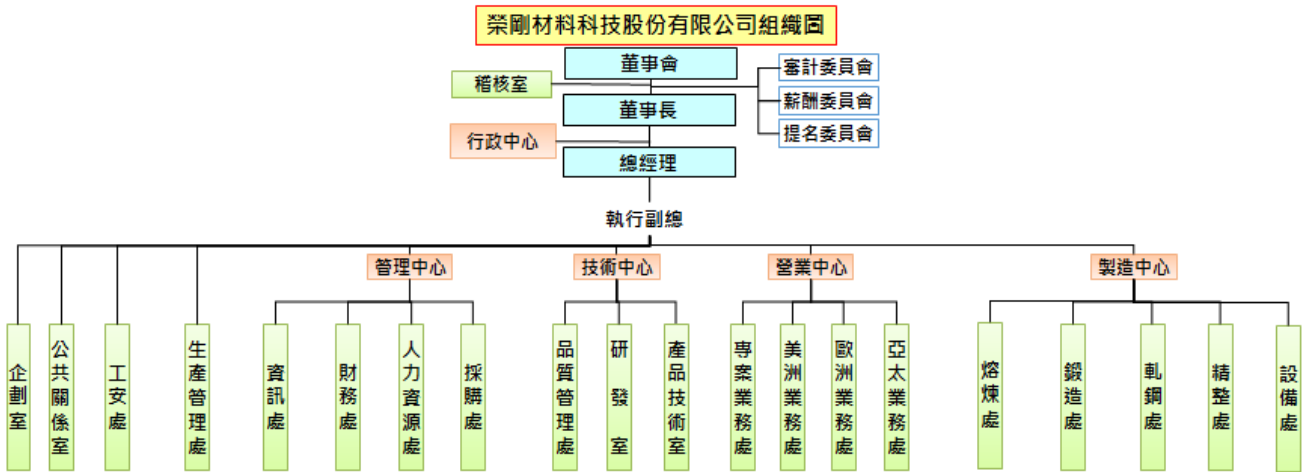 榮剛材料科技股份有限公司組織圖
董事會
審計委員會
稽核室
薪酬委員會
董事長
提名委員會
行政中心
總經理
執行副總
管理中心
技術中心
營業中心
製造中心
企劃室
公共關係室
工安處
生產管理處
資訊處
財務處
人力資源處
採購處
品質管理處
研發室
產品技術室
專案業務處
美洲業務處
歐洲業務處
亞太業務處
熔煉處
鍛造處
軋鋼處
精整處
設備處